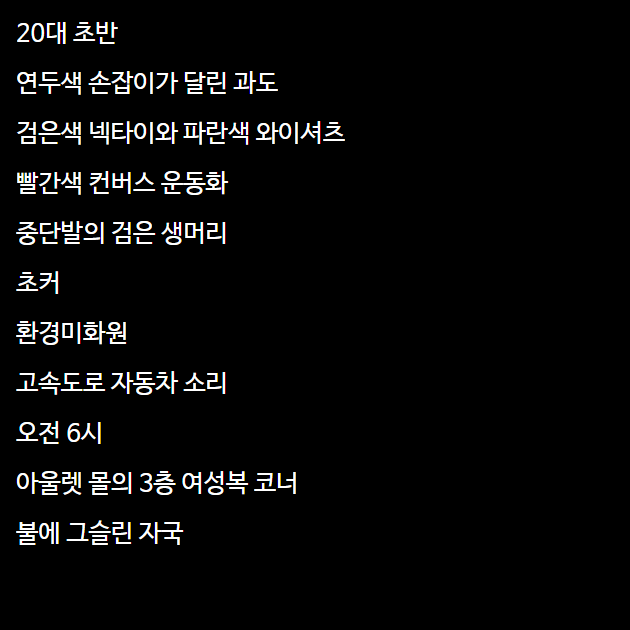 20대 초반
연두색 손잡이가 달린 과도
검은색 넥타이와 파란색 와이셔츠
빨간색 컨버스 운동화
중단발의 검은 생머리
초커
환경미화원
고속도로 자동차 소리
오전 6시
아울렛 몰의 3층 여성복 코너
불에 그슬린 자국